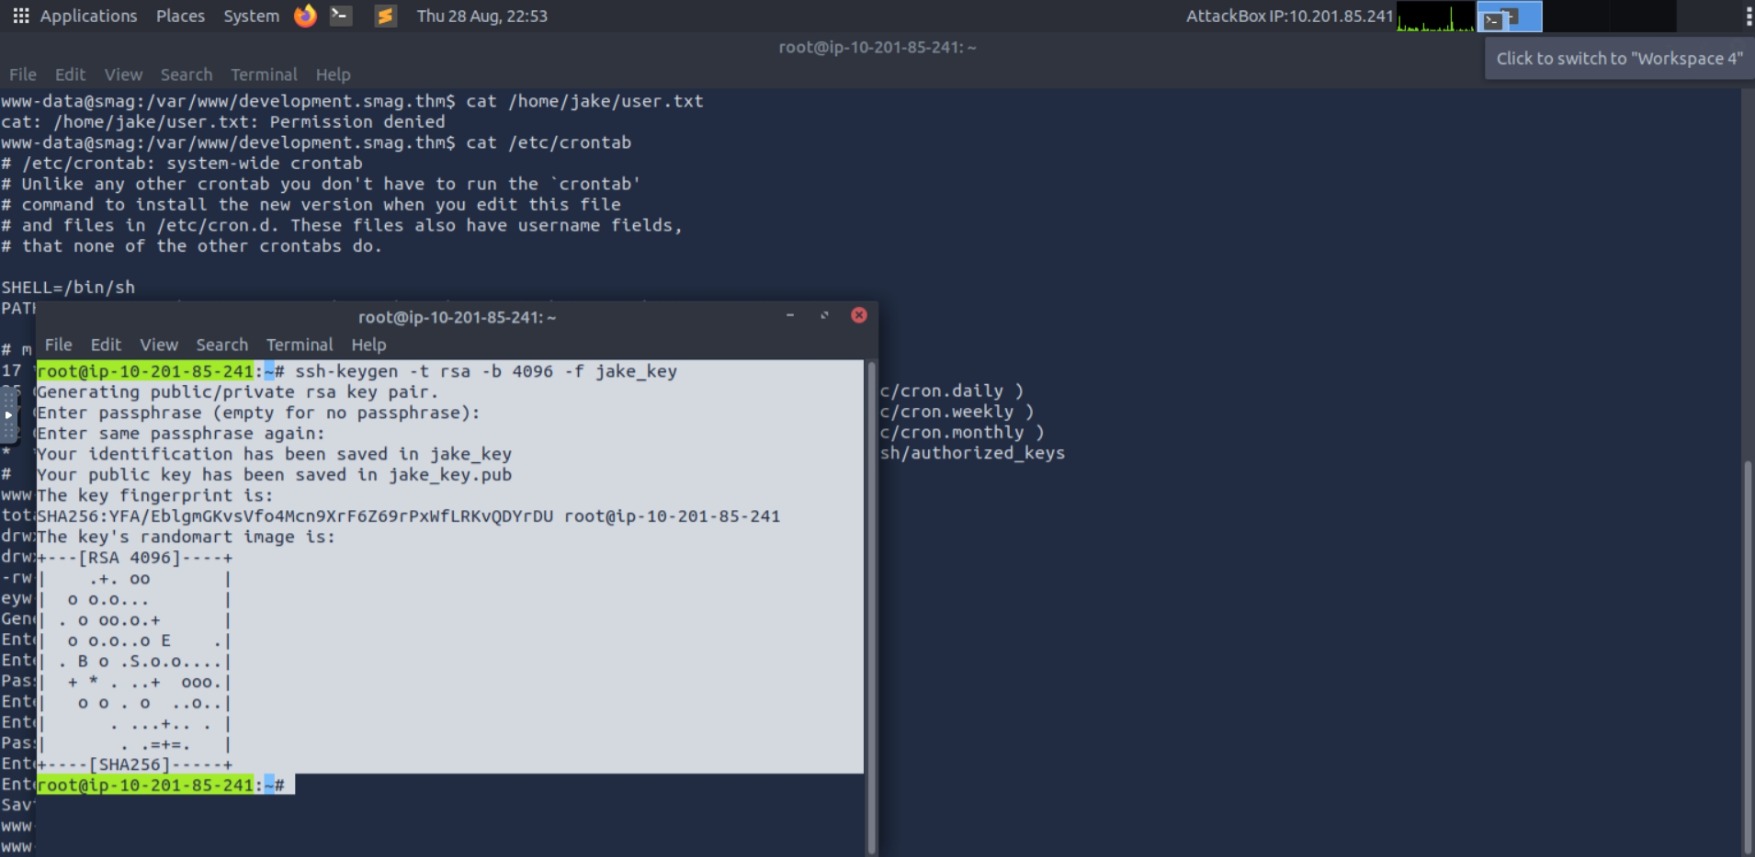 Applications Places System Thu 28 Aug, 22:53 AttackBox IP:10.201.85.241
root@ip-10-201-85-241: ~
Click to switch to "Workspace 4"
File Edit View Search Terminal Help
www-data@smag:/var/www/development.smag.thm$ cat /home/jake/user.txt
cat: /home/jake/user.txt: Permission denied
www-data@smag:/var/www/development.smag.thm$ cat /etc/crontab
# /etc/crontab: system-wide crontab
# Unlike any other crontab you don't have to run the `crontab'
# command to install the new version when you edit this file
# and files in /etc/cron.d. These files also have username fields,
# that none of the other crontabs do.
SHELL=/bin/sh
PATH
# m
17
c/cron.daily )
c/cron.weekly )
c/cron.monthly )
* sh/authorized_keys
#
www
tot
drw
drw
-rw
eyw
Gen
Ent
Ent
Pas
Ent
Ent
Pas
Ent
Ent
Sav
www
www
root@ip-10-201-85-241: ~
File Edit View Search Terminal Help
root@ip-10-201-85-241:~# ssh-keygen -t rsa -b 4096 -f jake_key
Generating public/private rsa key pair.
Enter passphrase (empty for no passphrase):
Enter same passphrase again:
Your identification has been saved in jake_key
Your public key has been saved in jake_key.pub
The key fingerprint is:
SHA256:YFA/EblgmGKvsVfo4Mcn9XrF6Z69rPxWfLRKvQDYrDU root@ip-10-201-85-241
The key's randomart image is:
+---[RSA 4096]----+
|    .+. oo       |
|  o o.o...       |
| . o oo.o.+      |
|  o o.o..o E    .|
| . B o .S.o.o....|
|  + * . ..+  ooo.|
|   o o . o  ..o..|
|      . ...+.. . |
|       . .=+=.   |
+----[SHA256]-----+
root@ip-10-201-85-241:~#